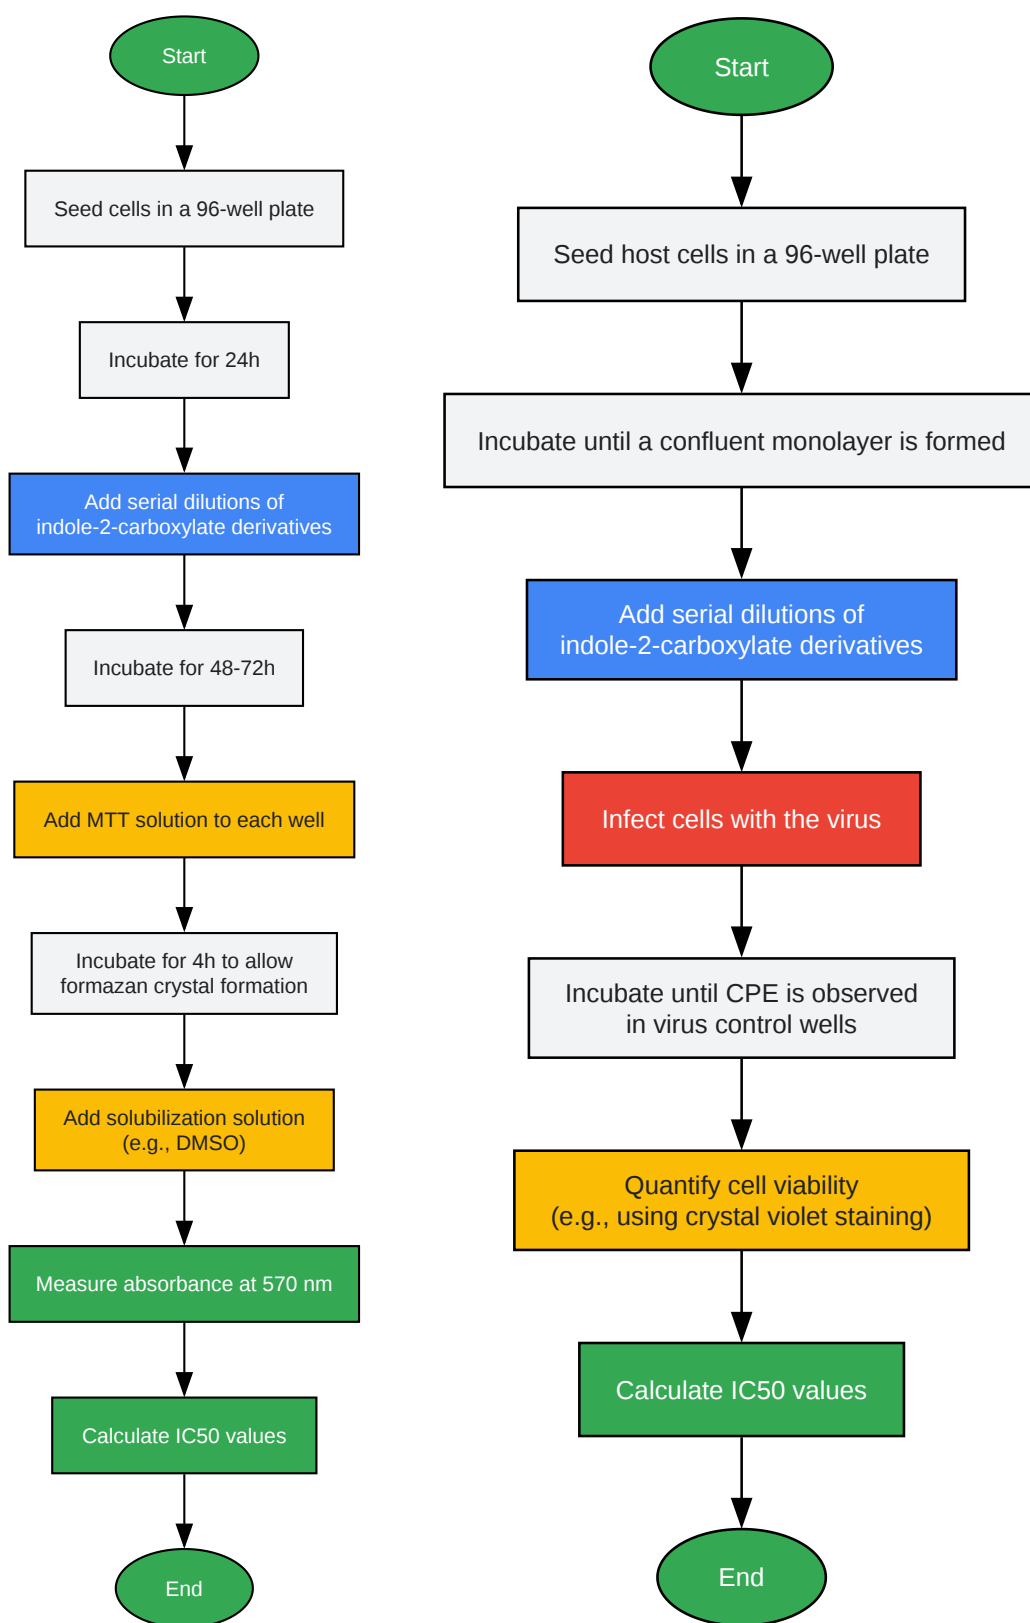 Start
Seed cells in a 96-well plate
Incubate for 24h
Add serial dilutions of
indole-2-carboxylate derivatives
Incubate for 48-72h
Add MTT solution to each well
Incubate for 4h to allow
formazan crystal formation
Add solubilization solution
(e.g., DMSO)
Measure absorbance at 570 nm
Calculate IC50 values
End
Start
Seed host cells in a 96-well plate
Incubate until a confluent monolayer is formed
Add serial dilutions of
indole-2-carboxylate derivatives
Infect cells with the virus
Incubate until CPE is observed
in virus control wells
Quantify cell viability
(e.g., using crystal violet staining)
Calculate IC50 values
End